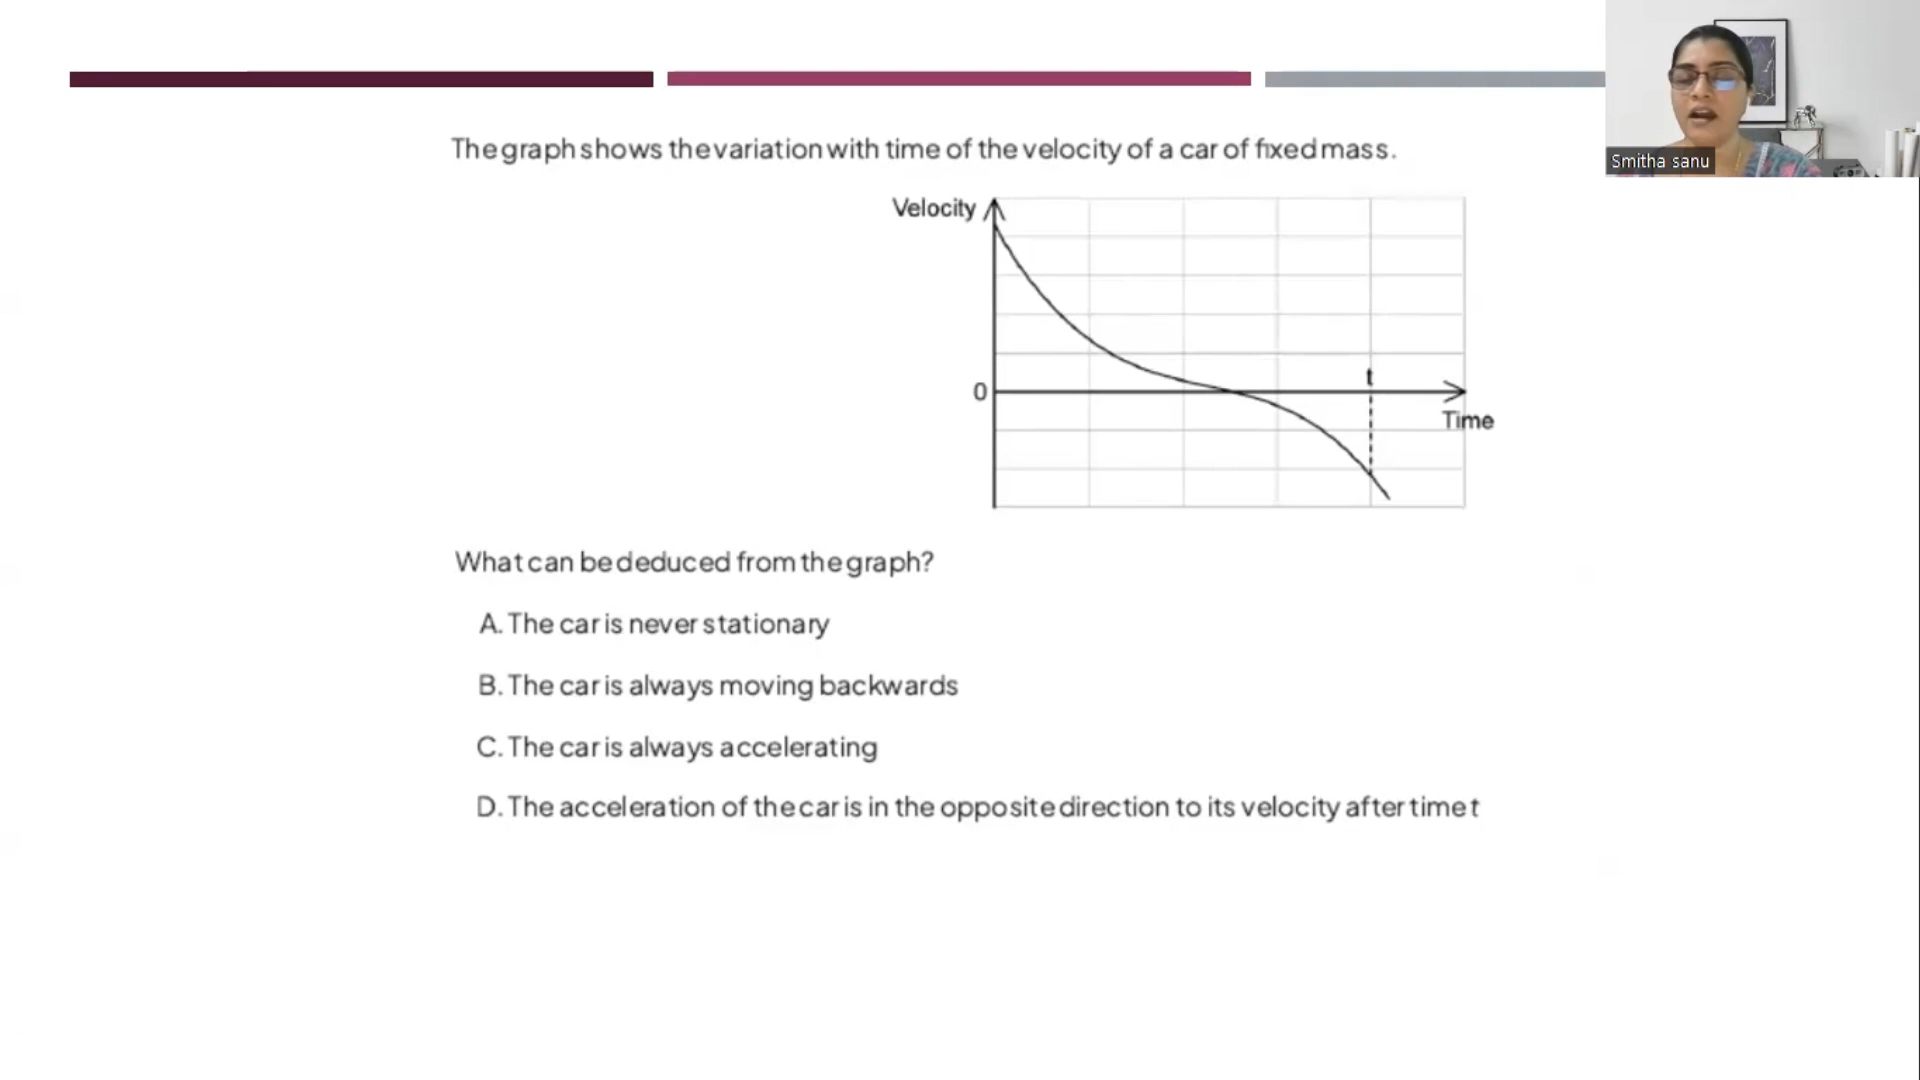 Smitha sanu
The graph shows the variation with time of the velocity of a car of fixed mass.
Velocity
0
t
Time
What can be deduced from the graph?
A. The car is never stationary
B. The car is always moving backwards
C. The car is always accelerating
D. The acceleration of the car is in the opposite direction to its velocity after time t